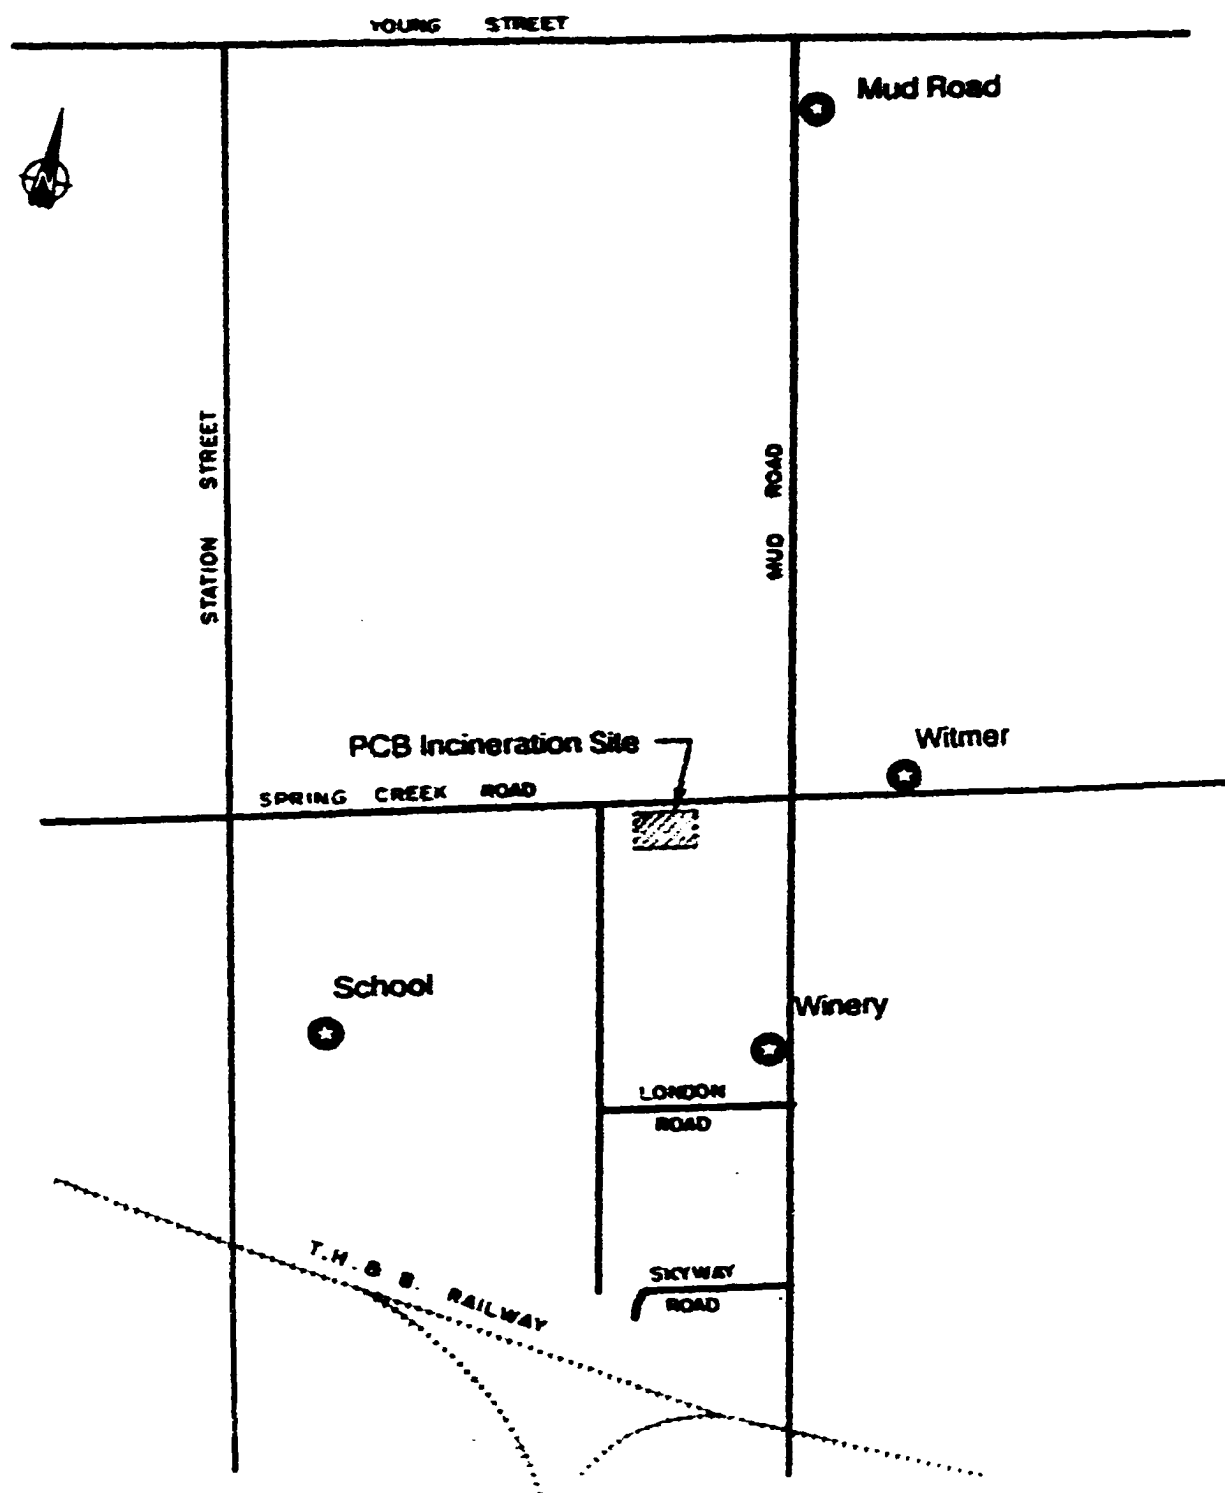 YOUNG STREET
Mud Road
STATION STREET
MUD ROAD
PCB Incineration Site
Witmer
SPRING CREEK ROAD
School
Winery
LONDON
ROAD
T.H. & B. RAILWAY
SKYWAY
ROAD